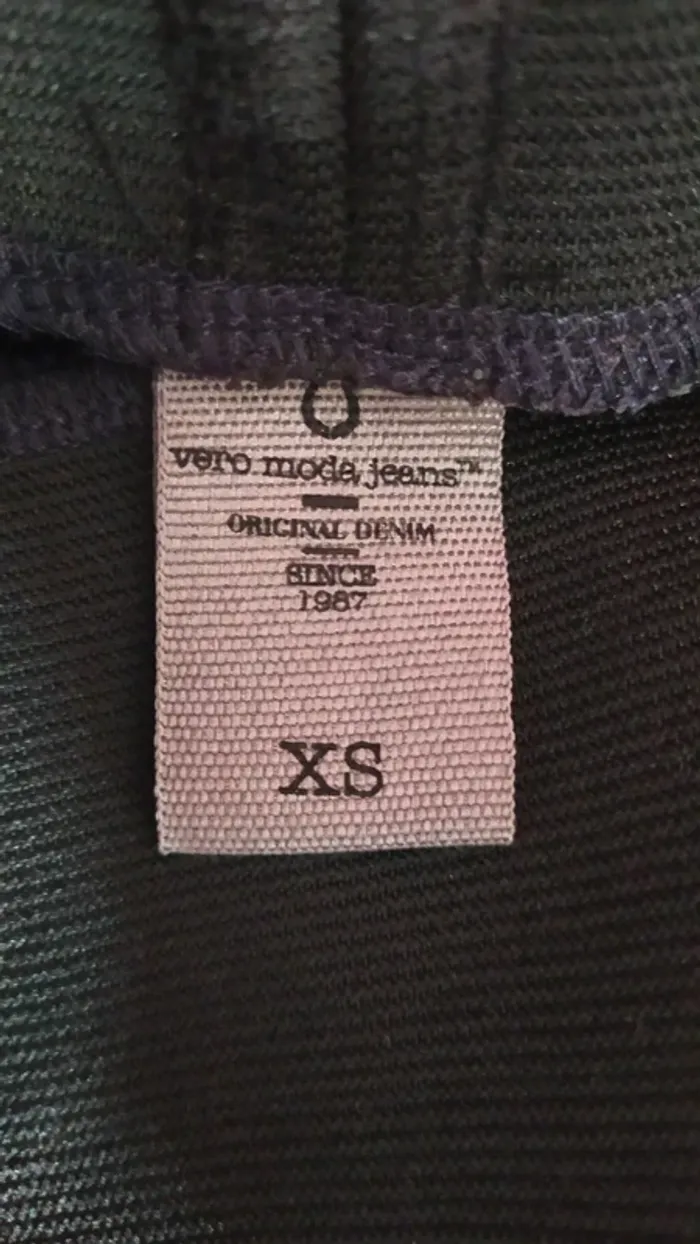 vero moda jeans™
ORIGINAL DENIM
SINCE
1987
XS